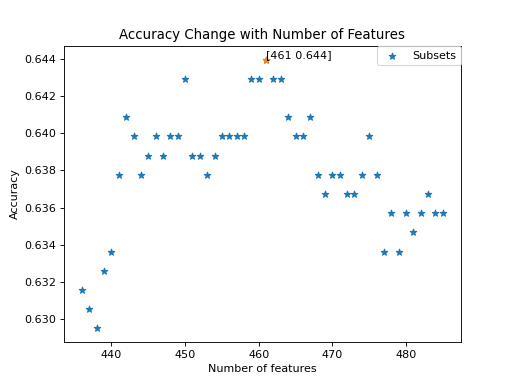 Accuracy Change with Number of Features
[461 0.644]
Subsets
0.644
0.642
0.640
0.638
0.636
0.634
0.632
0.630
Accuracy
440 450 460 470 480
Number of features